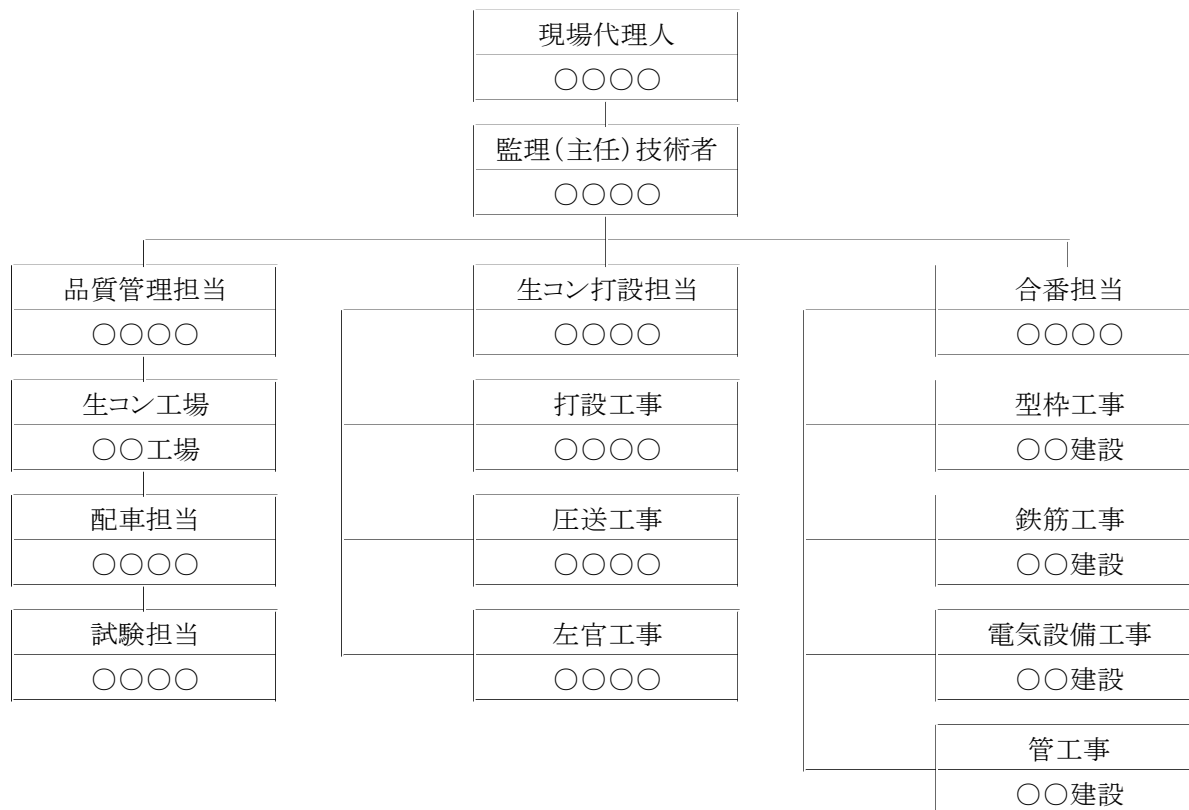 現場代理人
○○○○
監理(主任)技術者
○○○○
品質管理担当
○○○○
生コン工場
○○工場
配車担当
○○○○
試験担当
○○○○
生コン打設担当
○○○○
打設工事
○○○○
圧送工事
○○○○
左官工事
○○○○
合番担当
○○○○
型枠工事
○○建設
鉄筋工事
○○建設
電気設備工事
○○建設
管工事
○○建設